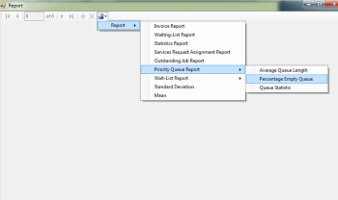 Report
0
of 0
Report
Invoice Report
Waiting-List Report
Statistics Report
Services Request Assignment Report
Outstanding Job Report
Priority Queue Report
Wait-List Report
Standard Deviation
Mean
Average Queue Length
Percentage Empty Queue
Queue Statistic